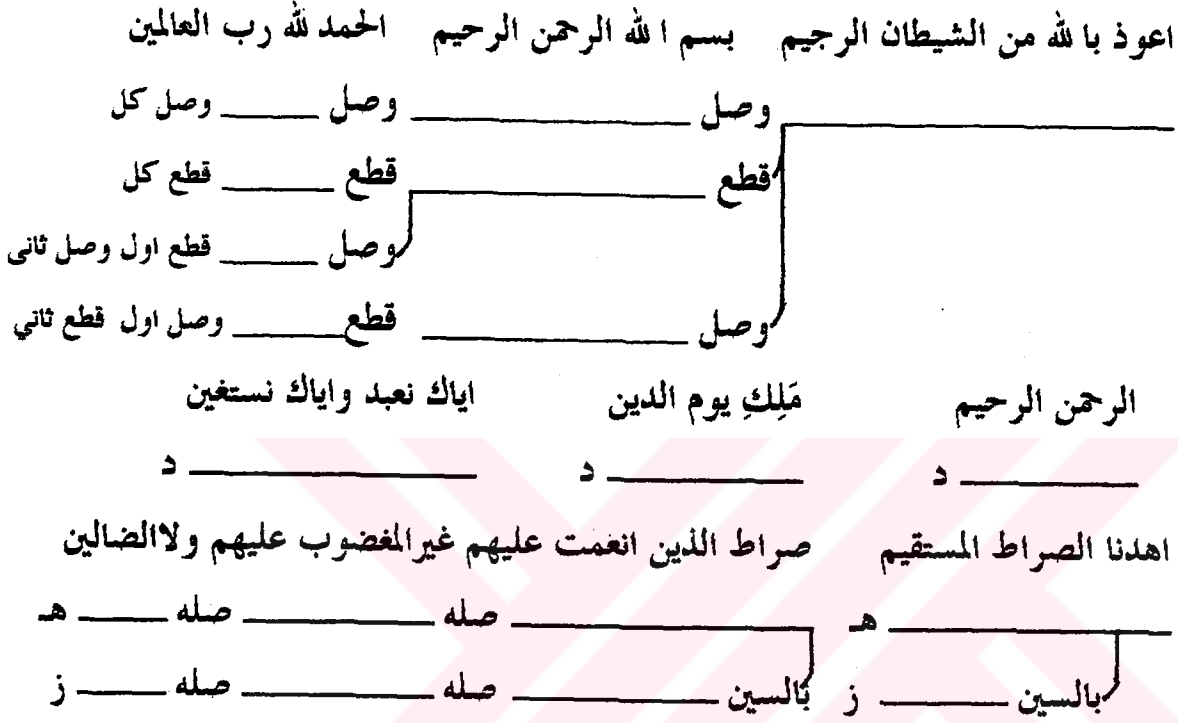 اعوذ با لله من الشيطان الرجيم بسم ا لله الرحمن الرحيم الحمد لله رب العالمين
وصل وصل وصل كل
قطع قطع قطع كل
وصل قطع اول وصل ثانى
وصل قطع وصل اول قطع ثاني
الرحمن الرحيم مَلِكِ يوم الدين اياك نعبد واياك نستغين
د د د
اهدنا الصراط المستقيم صراط الذين انغمت عليهم غيرالمغضوب عليهم ولاالضالين
هـ صله صله هـ
بالسين ز بالسين صله صله ز